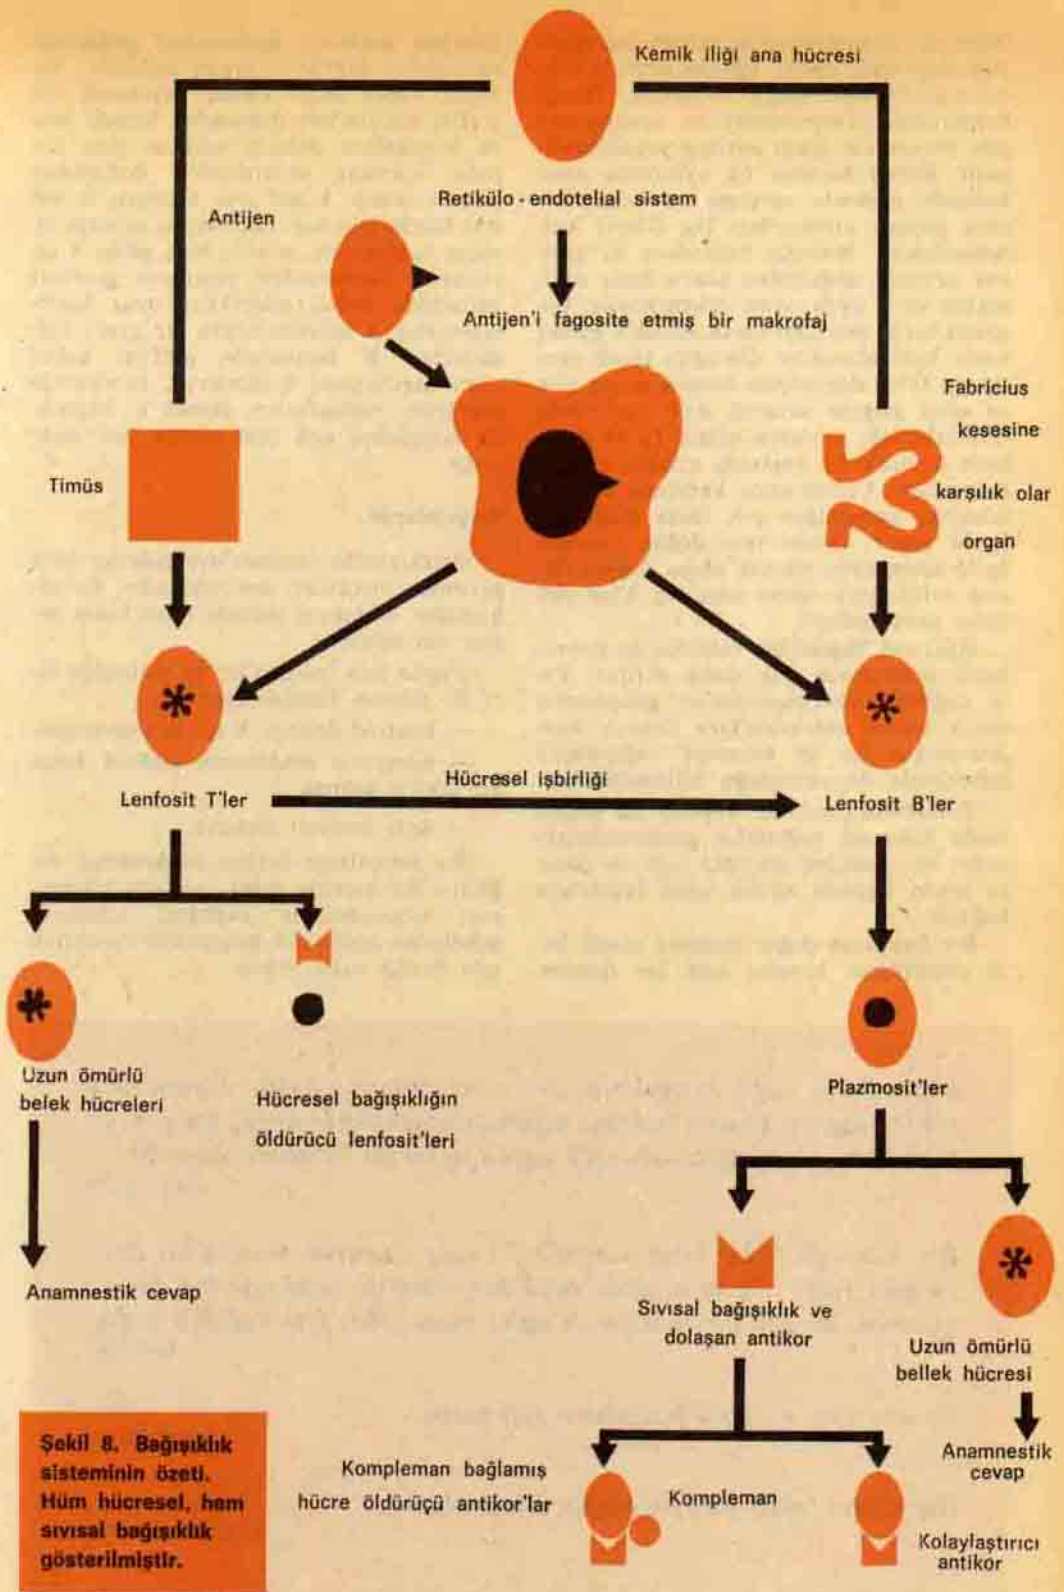 Kemik iliği ana hücresi
Retikülo - endotelial sistem
Antijen
Antijen'i fagosite etmiş bir makrofaj
Fabricius
kesesine
karşılık olar
organ
Timüs
Hücresel işbirliği
Lenfosit T'ler
Lenfosit B'ler
Uzun ömürlü
belek hücreleri
Hücresel bağışıklığın
öldürücü lenfosit'leri
Plazmosit'ler
Anamnestik cevap
Sıvısal bağışıklık ve
dolaşan antikor
Uzun ömürlü
bellek hücresi
Anamnestik
cevap
Şekil 8. Bağışıklık
sisteminin özeti.
Hüm hücresel, hem
sıvısal bağışıklık
gösterilmiştir.
Kompleman bağlamış
hücre öldürüçü antikor'lar
Kompleman
Kolaylaştırıcı
antikor